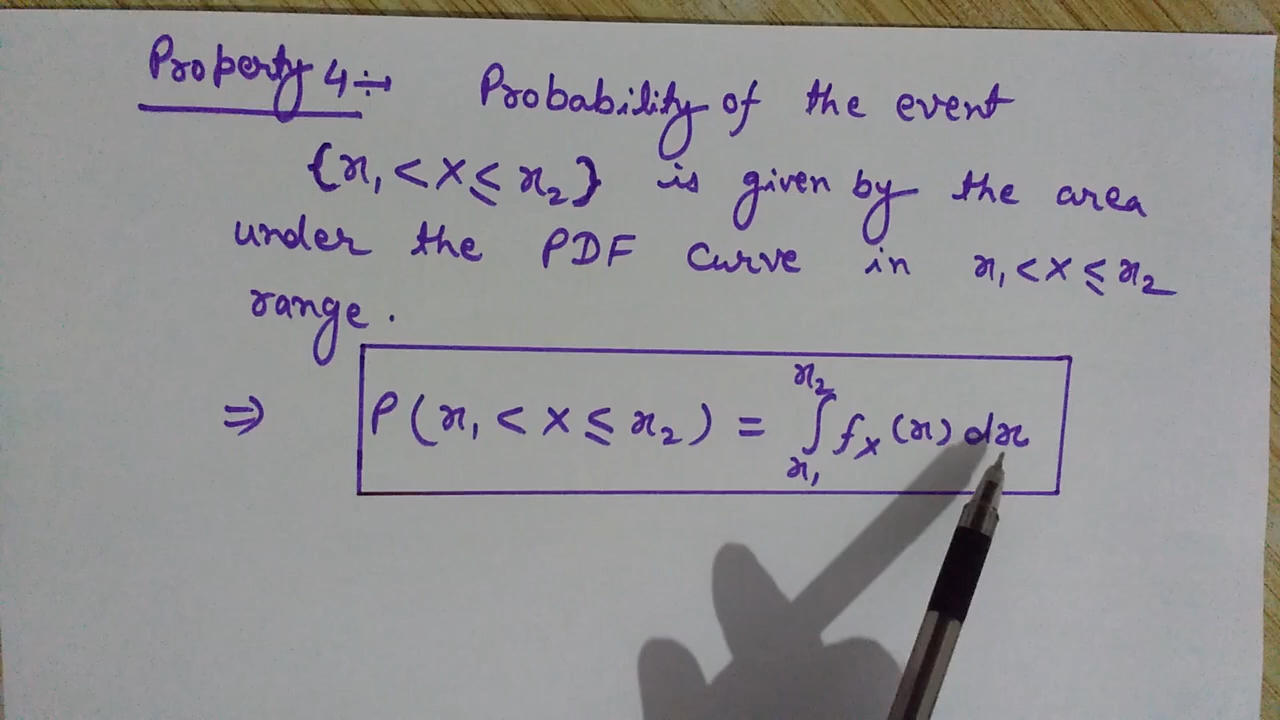 Property 4 :→ Probability of the event
{x₁ < X ≤ x₂} is given by the area
under the PDF curve in x₁ < X ≤ x₂
range.
⇒ P(x₁ < X ≤ x₂) = ∫_{x₁}^{x₂} f_X(x) dx